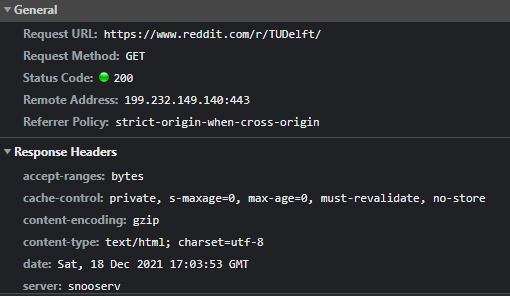 General
Request URL: https://www.reddit.com/r/TUDelft/
Request Method: GET
Status Code: 200
Remote Address: 199.232.149.140:443
Referrer Policy: strict-origin-when-cross-origin
Response Headers
accept-ranges: bytes
cache-control: private, s-maxage=0, max-age=0, must-revalidate, no-store
content-encoding: gzip
content-type: text/html; charset=utf-8
date: Sat, 18 Dec 2021 17:03:53 GMT
server: snooserv